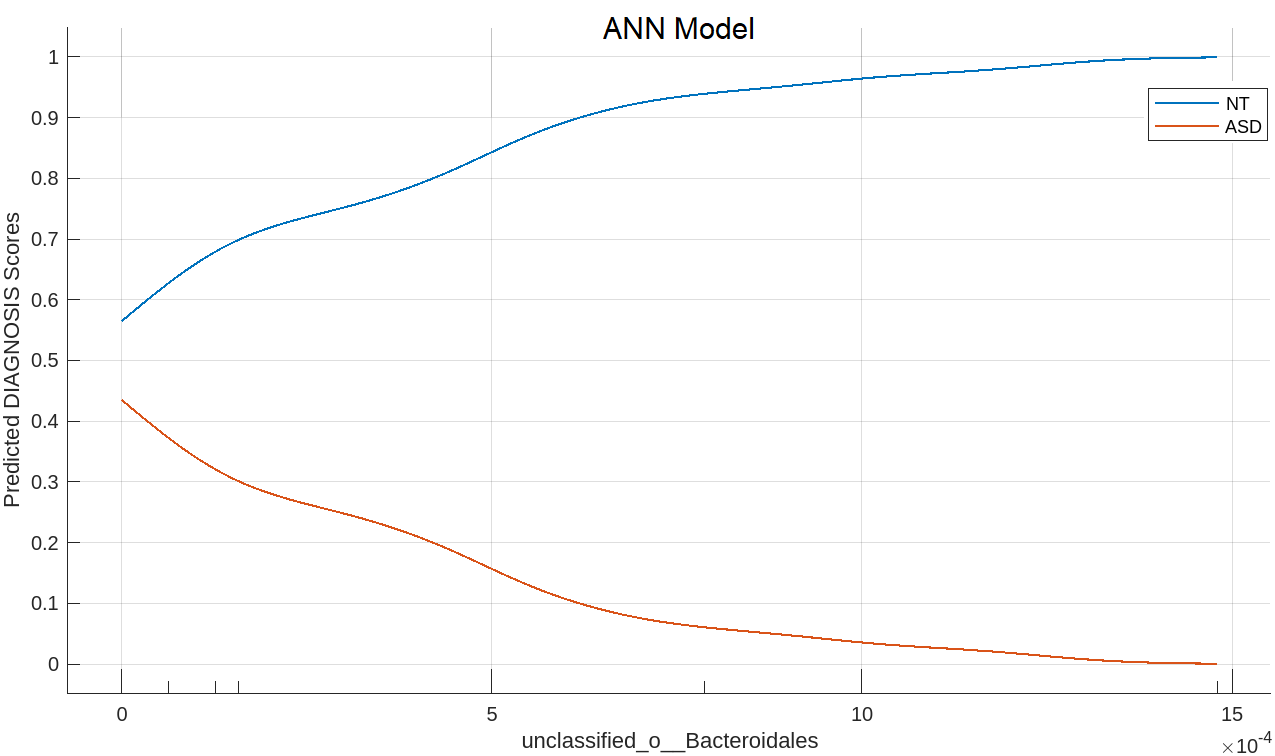 ANN Model
NT
ASD
Predicted DIAGNOSIS Scores
1
0.9
0.8
0.7
0.6
0.5
0.4
0.3
0.2
0.1
0
0 5 10 15
×10-4
unclassified_o__Bacteroidales